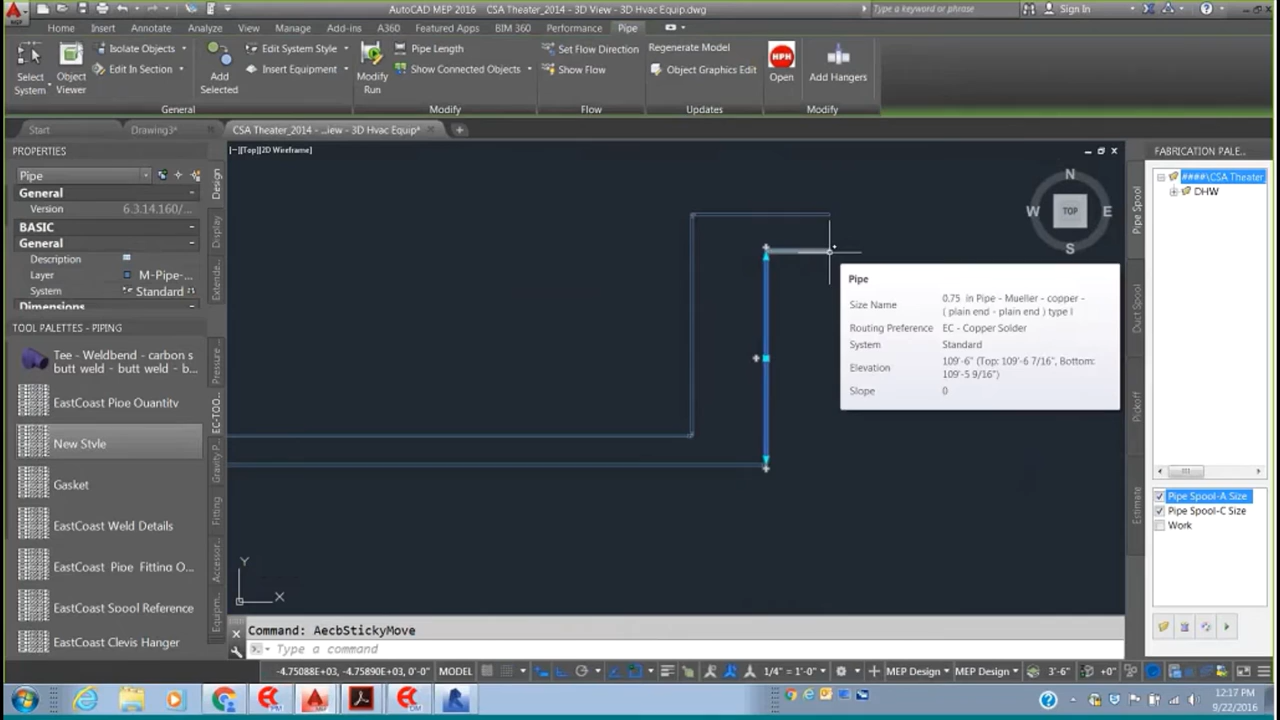 AutoCAD MEP 2016 CSA Theater_2014 - 3D View - 3D Hvac Equip.dwg
Type a keyword or phrase
Sign In
MEP
Home Insert Annotate Analyze View Manage Add-ins A360 Featured Apps BIM 360 Performance Pipe
Select System
Object Viewer
Isolate Objects
Edit In Section
Add Selected
Edit System Style
Insert Equipment
General
Modify Run
Pipe Length
Show Connected Objects
Modify
Set Flow Direction
Show Flow
Flow
Regenerate Model
Object Graphics Edit
Updates
HPH
Open
Add Hangers
Modify
Start
Drawing3*
CSA Theater_2014 - ...iew - 3D Hvac Equip*
PROPERTIES
Pipe
General
Version 6.3.14.160/...
BASIC
General
Description
Layer M-Pipe-...
System Standard
Dimensions
Design
Display
TOOL PALETTES - PIPING
Tee - Weldbend - carbon s
butt weld - butt weld - b
EastCoast Pipe Quantity
New Style
Gasket
EastCoast Weld Details
EastCoast Pipe Fitting O...
EastCoast Spool Reference
EastCoast Clevis Hanger
EC-TOO...
Fitting
[-][Top][2D Wireframe]
N
W TOP E
S
Pipe
Size Name 0.75 in Pipe - Mueller - copper -
( plain end - plain end ) type l
Routing Preference EC - Copper Solder
System Standard
Elevation 109'-6" (Top: 109'-6 7/16", Bottom:
109'-5 9/16")
Slope 0
Y
X
Command: AecbStickyMove
Type a command
FABRICATION PALE...
####\CSA Theater_
DHW
Pipe Spool
Duct Spool
Pickoff
Estimate
Pipe Spool-A Size
Pipe Spool-C Size
Work
-4.75088E+03, -4.75890E+03, 0'-0" MODEL
1/4" = 1'-0"
MEP Design
MEP Design
3'-6"
+0"
PM
DM
12:17 PM
9/22/2016